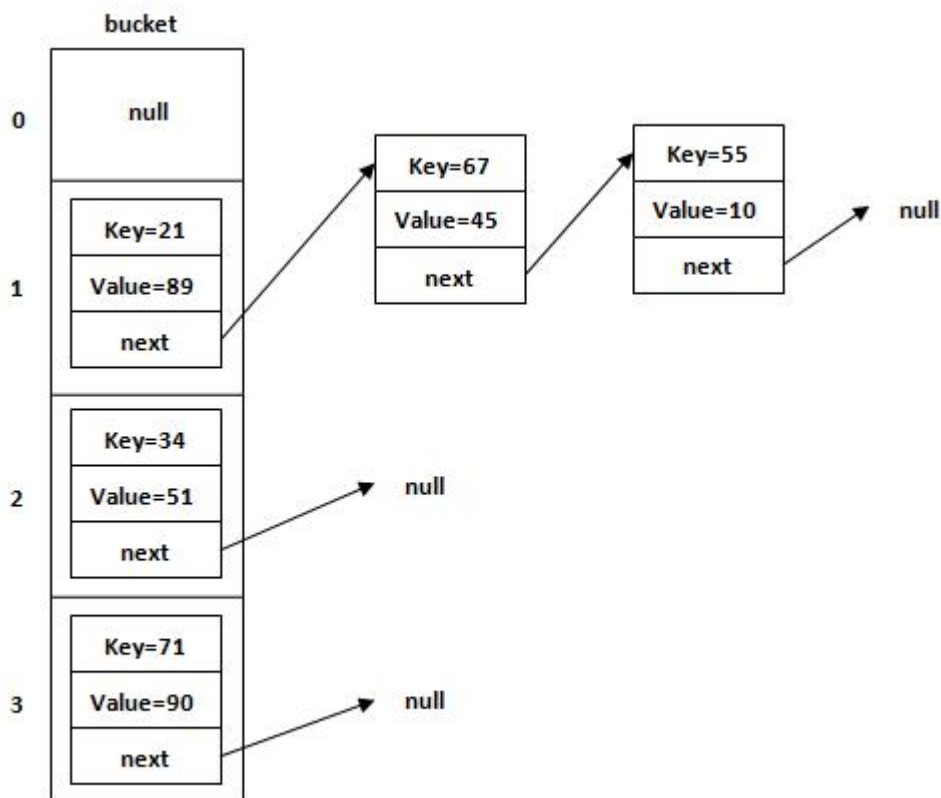 bucket
0
null
1
Key=21
Value=89
next
Key=67
Value=45
next
Key=55
Value=10
next
null
2
Key=34
Value=51
next
null
3
Key=71
Value=90
next
null